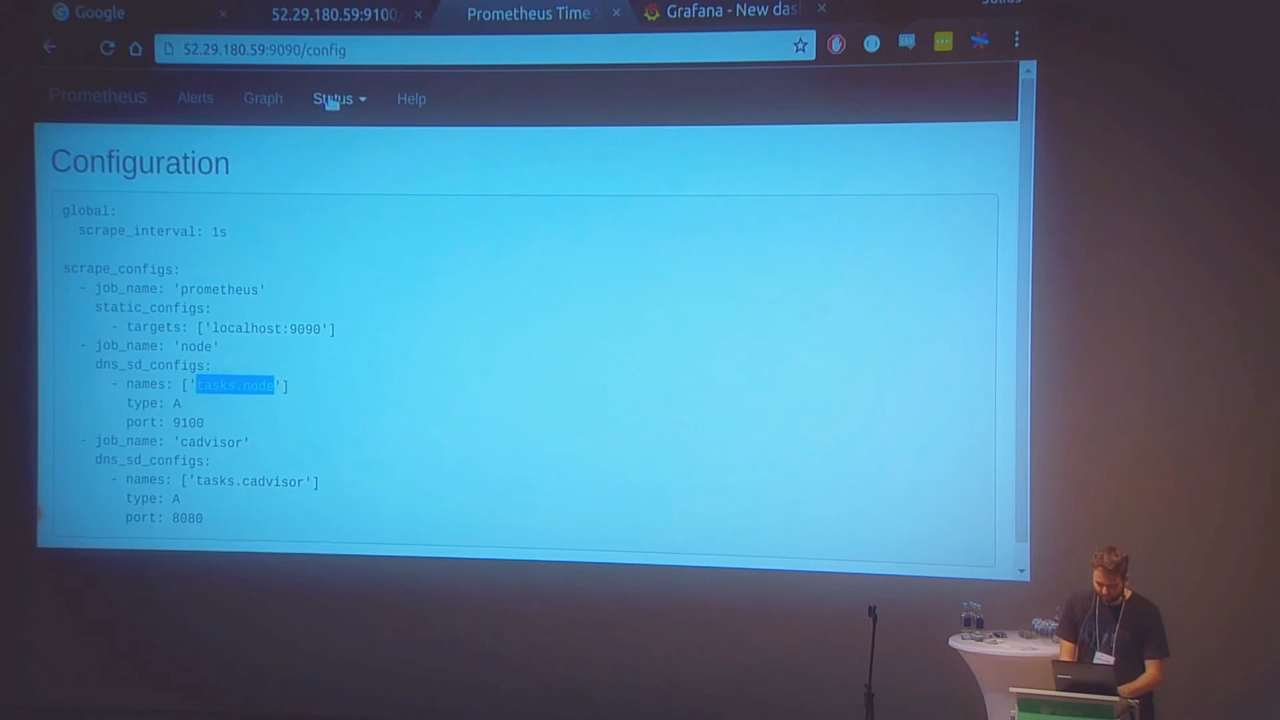 Google
52.29.180.59:9100
Prometheus Time S
Grafana - New das
52.29.180.59:9090/config
Prometheus Alerts Graph Status Help
Configuration
global:
scrape_interval: 1s
scrape_configs:
- job_name: 'prometheus'
static_configs:
- targets: ['localhost:9090']
- job_name: 'node'
dns_sd_configs:
- names: ['tasks.node']
type: A
port: 9100
- job_name: 'cadvisor'
dns_sd_configs:
- names: ['tasks.cadvisor']
type: A
port: 8080